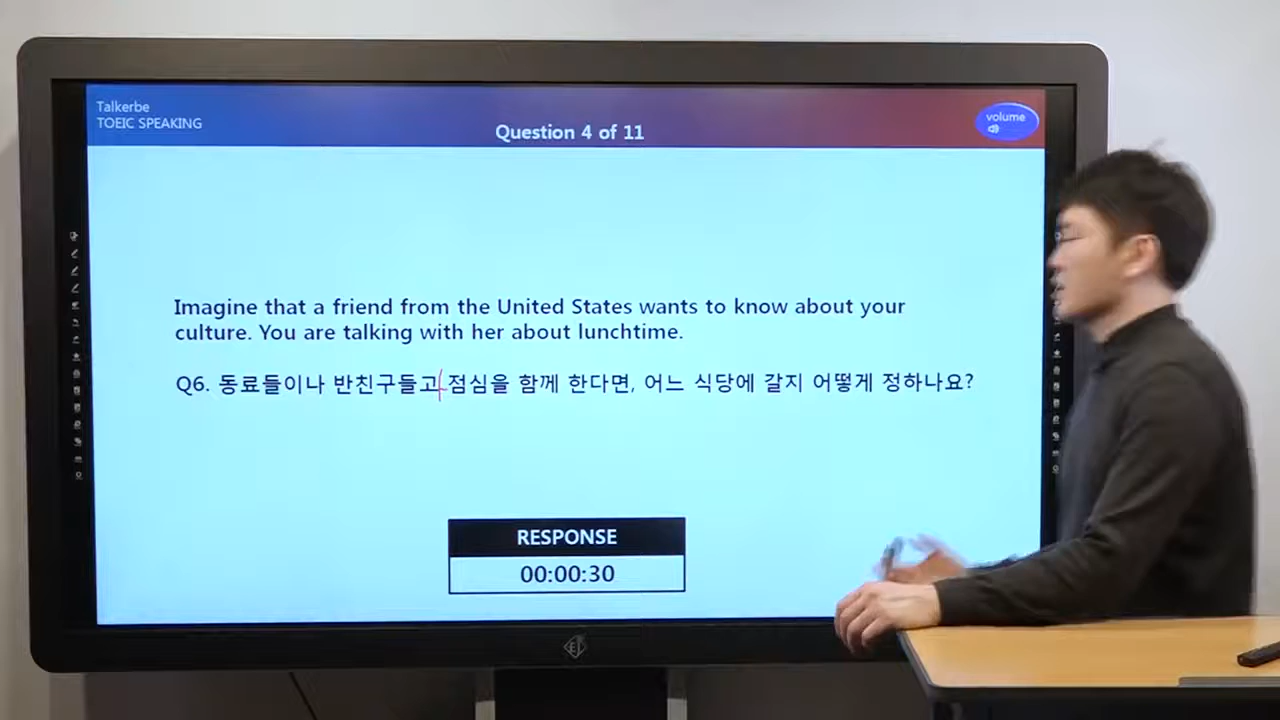 Talkerbe
TOEIC SPEAKING
Question 4 of 11
volume
Imagine that a friend from the United States wants to know about your
culture. You are talking with her about lunchtime.
Q6. 동료들이나 반친구들고 점심을 함께 한다면, 어느 식당에 갈지 어떻게 정하나요?
RESPONSE
00:00:30